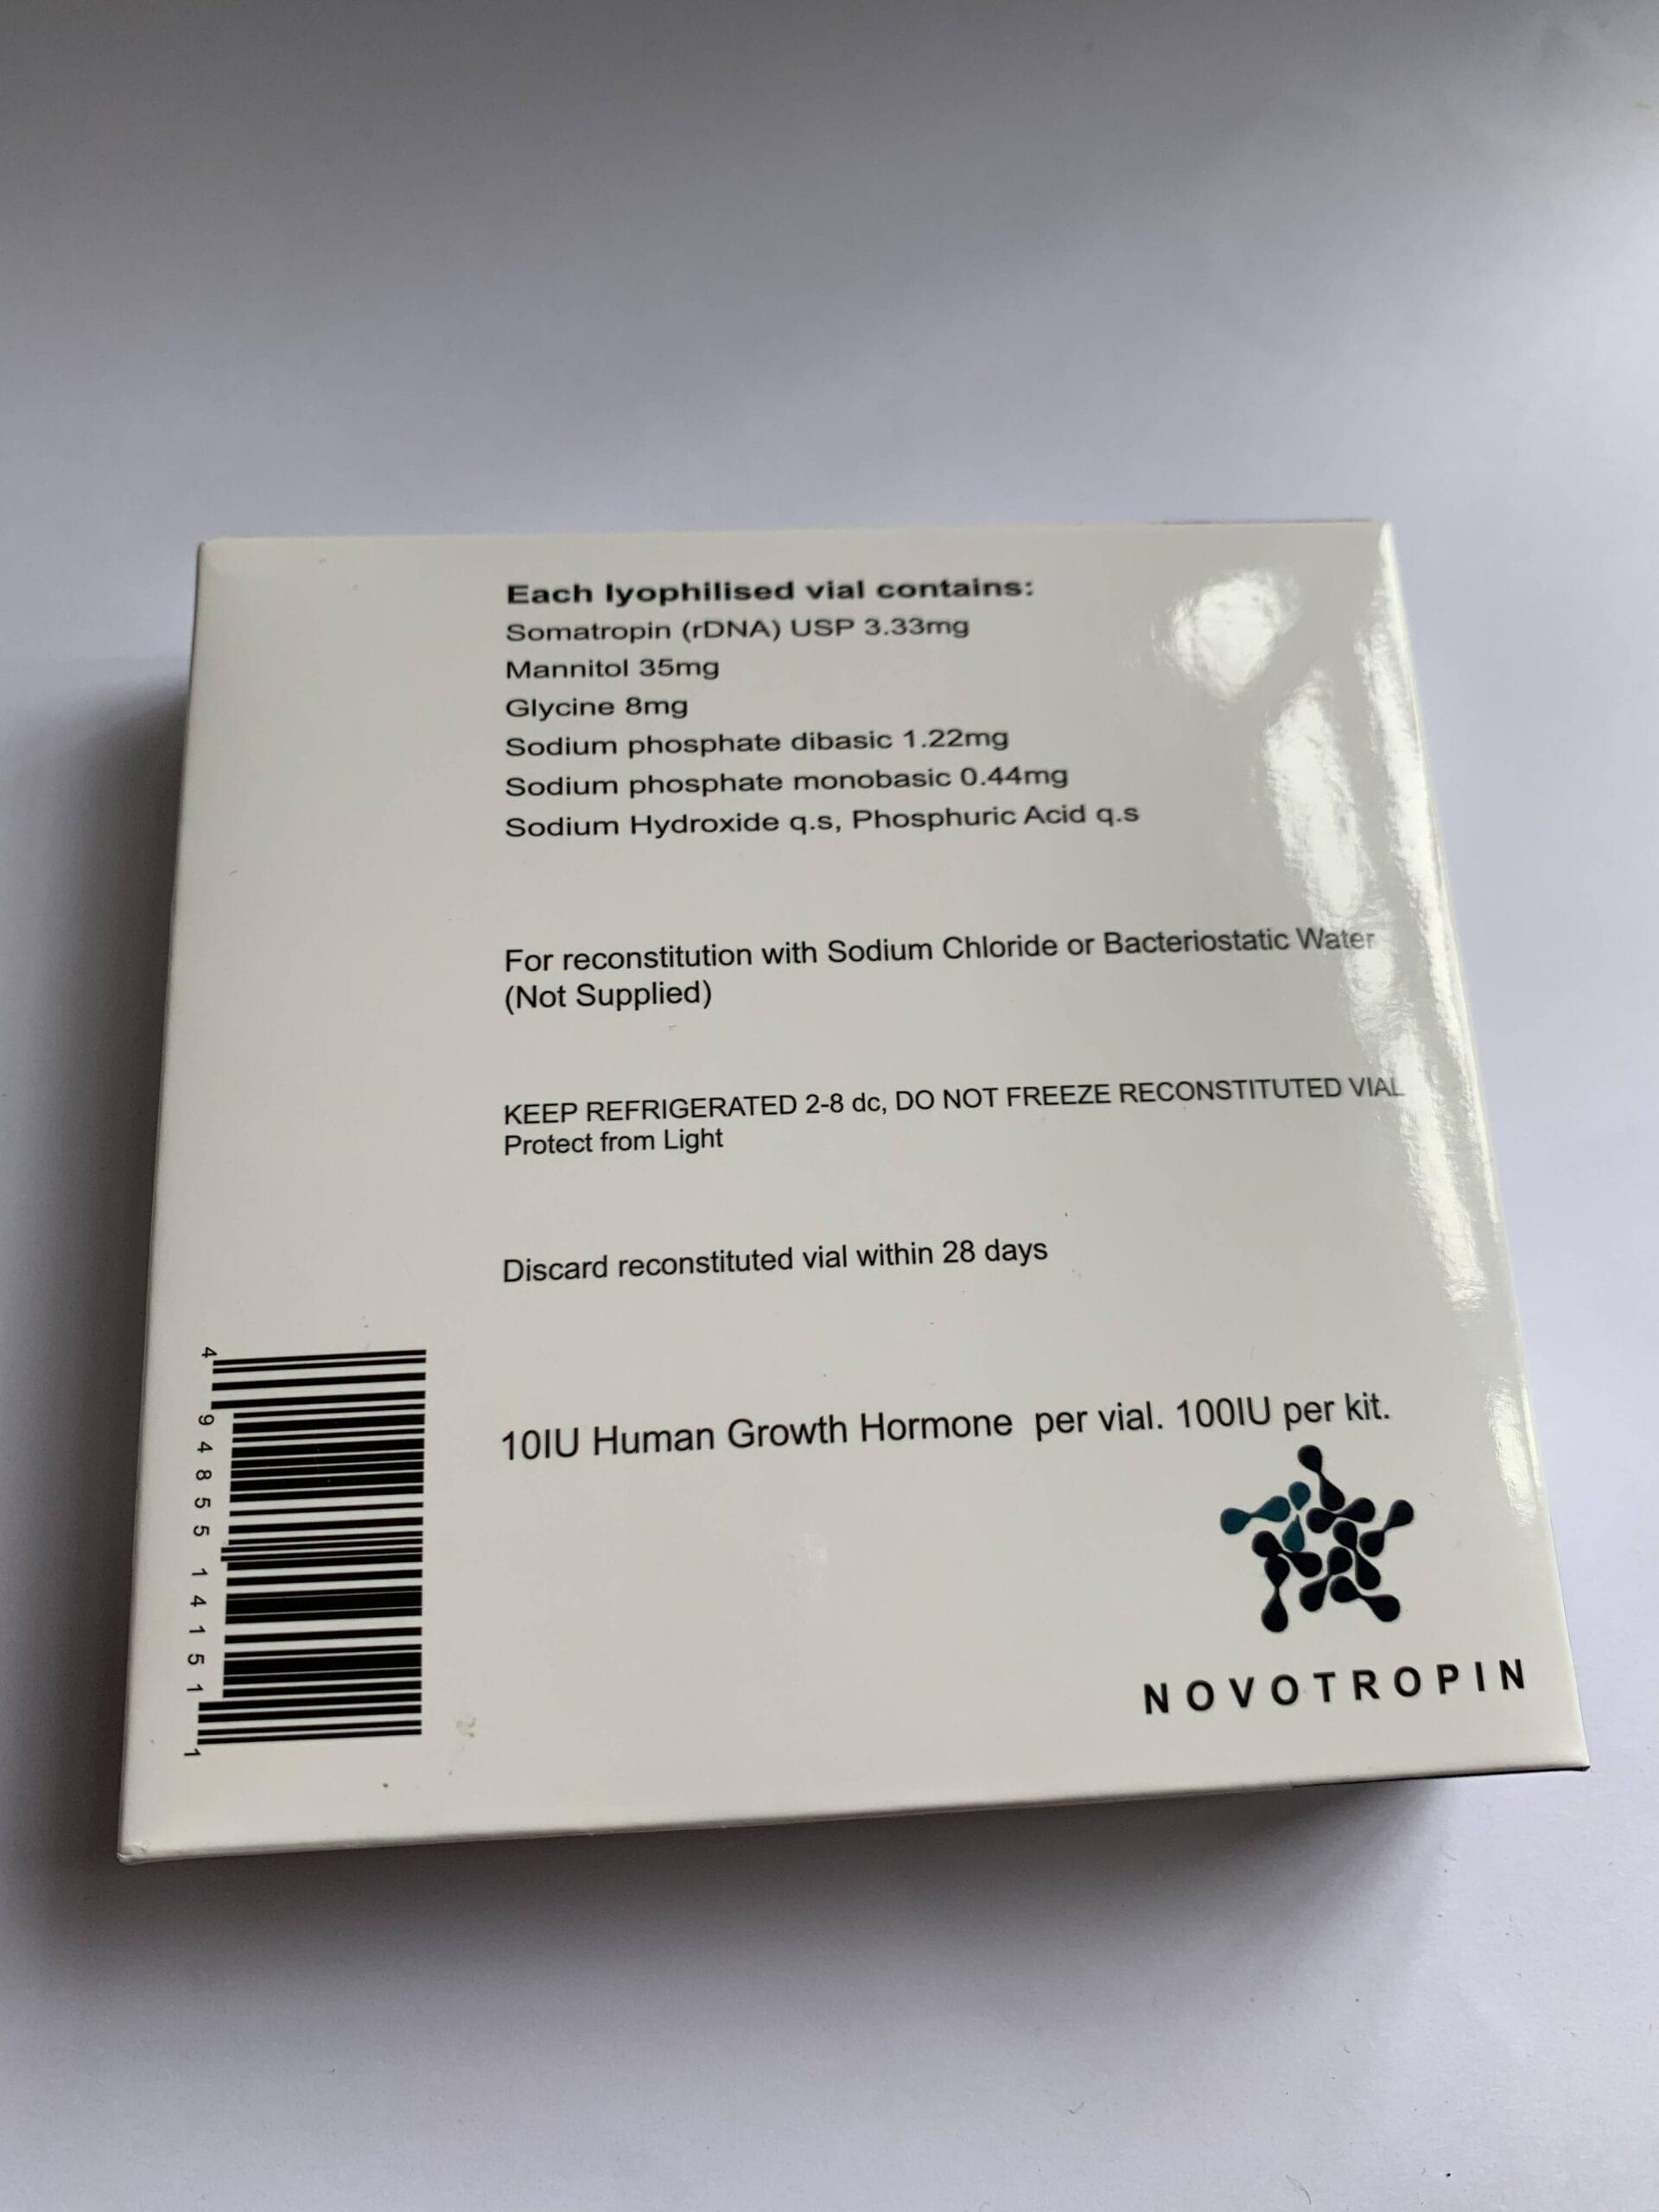 Each lyophilised vial contains:
Somatropin (rDNA) USP 3.33mg
Mannitol 35mg
Glycine 8mg
Sodium phosphate dibasic 1.22mg
Sodium phosphate monobasic 0.44mg
Sodium Hydroxide q.s, Phosphuric Acid q.s
For reconstitution with Sodium Chloride or Bacteriostatic Water
(Not Supplied)
KEEP REFRIGERATED 2-8 dc, DO NOT FREEZE RECONSTITUTED VIAL
Protect from Light
Discard reconstituted vial within 28 days
10IU Human Growth Hormone per vial. 100IU per kit.
4 948551 41511
NOVOTROPIN